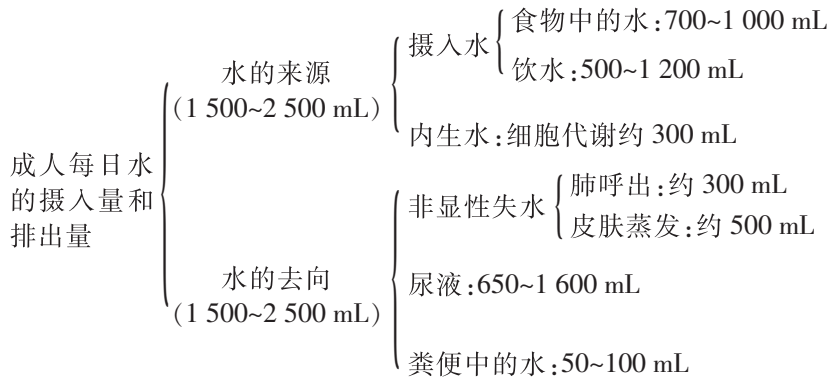 成人每日水
的摄入量和
排出量
水的来源
(1 500~2 500 mL)
摄入水
食物中的水:700~1 000 mL
饮水:500~1 200 mL
内生水:细胞代谢约 300 mL
水的去向
(1 500~2 500 mL)
非显性失水
肺呼出:约 300 mL
皮肤蒸发:约 500 mL
尿液:650~1 600 mL
粪便中的水:50~100 mL